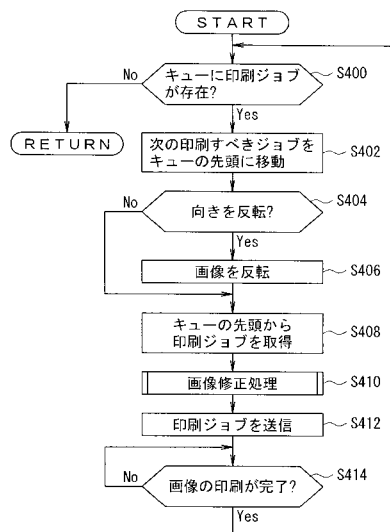 START
キューに印刷ジョブ
が存在?
S400
No
Yes
RETURN
次の印刷すべきジョブを
キューの先頭に移動
S402
向きを反転?
S404
No
Yes
画像を反転
S406
キューの先頭から
印刷ジョブを取得
S408
画像修正処理
S410
印刷ジョブを送信
S412
画像の印刷が完了?
S414
No
Yes